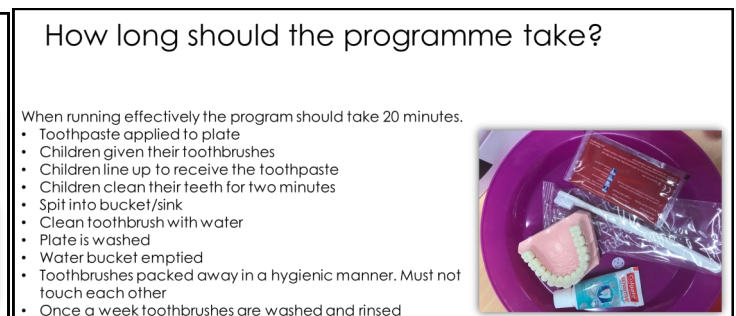 How long should the programme take?
When running effectively the program should take 20 minutes.
• Toothpaste applied to plate
• Children given their toothbrushes
• Children line up to receive the toothpaste
• Children clean their teeth for two minutes
• Spit into bucket/sink
• Clean toothbrush with water
• Plate is washed
• Water bucket emptied
• Toothbrushes packed away in a hygienic manner. Must not
touch each other
• Once a week toothbrushes are washed and rinsed
Colgate